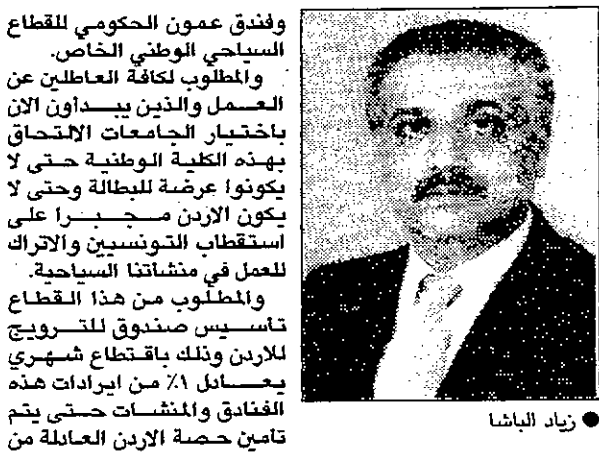 وفندق عمون الحكومي للقطاع
السياحي الوطني الخاص.
والمطلوب لكافة العاطلين عن
العمل والذين يبدأون الان
باختيار الجامعات الالتحاق
بهذه الكلية الوطنية حتى لا
يكونوا عرضة للبطالة وحتى لا
يكون الاردن مجبرا على
استقطاب التونسيين والاتراك
للعمل في منشآتنا السياحية.
والمطلوب من هذا القطاع
تأسيس صندوق للترويج
للاردن وذلك باقتطاع شهري
يعادل ١٪ من ايرادات هذه
الفنادق والمنشات حتى يتم
تامين حصة الاردن العادلة من
● زياد الباشا